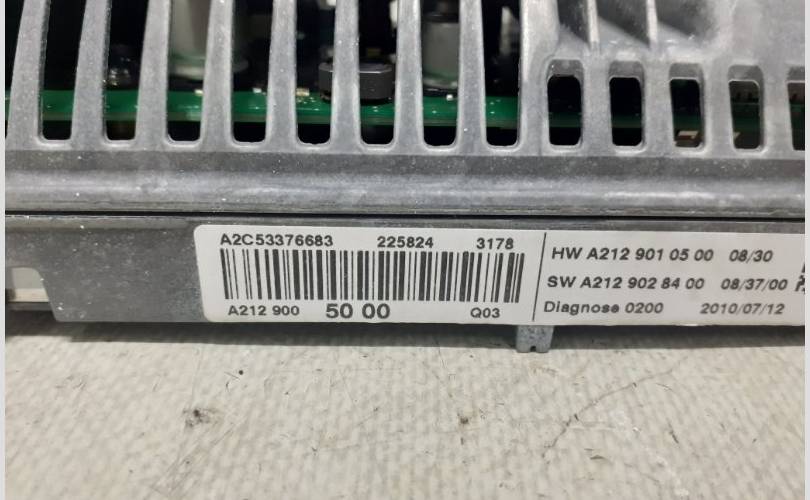 A2C53376683 225824 3178
A212 900 50 00 Q03
HW A212 901 05 00 08/30
SW A212 902 84 00 08/37/00
Diagnose 0200 2010/07/12